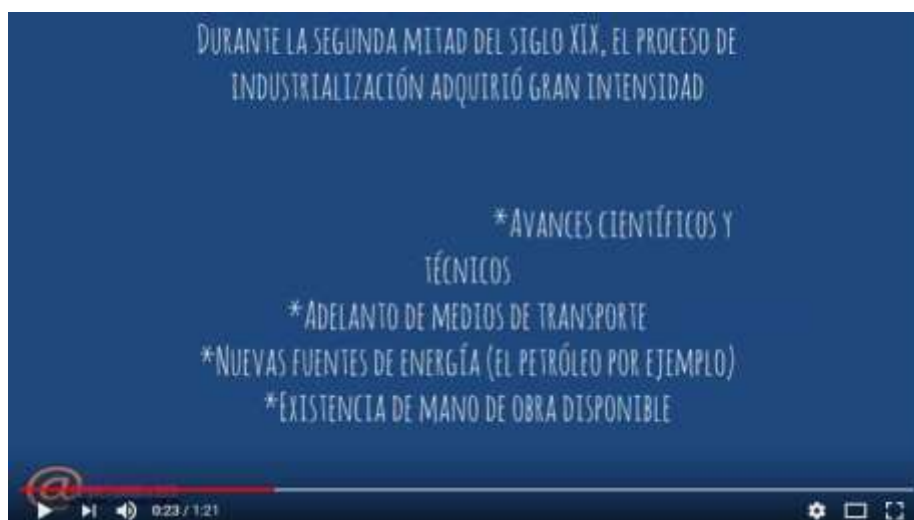 DURANTE LA SEGUNDA MITAD DEL SIGLO XIX, EL PROCESO DE
INDUSTRIALIZACIÓN ADQUIRIÓ GRAN INTENSIDAD
*AVANCES CIENTÍFICOS Y
TÉCNICOS
*ADELANTO DE MEDIOS DE TRANSPORTE
*NUEVAS FUENTES DE ENERGÍA (EL PETRÓLEO POR EJEMPLO)
*EXISTENCIA DE MANO DE OBRA DISPONIBLE
@
0:23 / 1:21